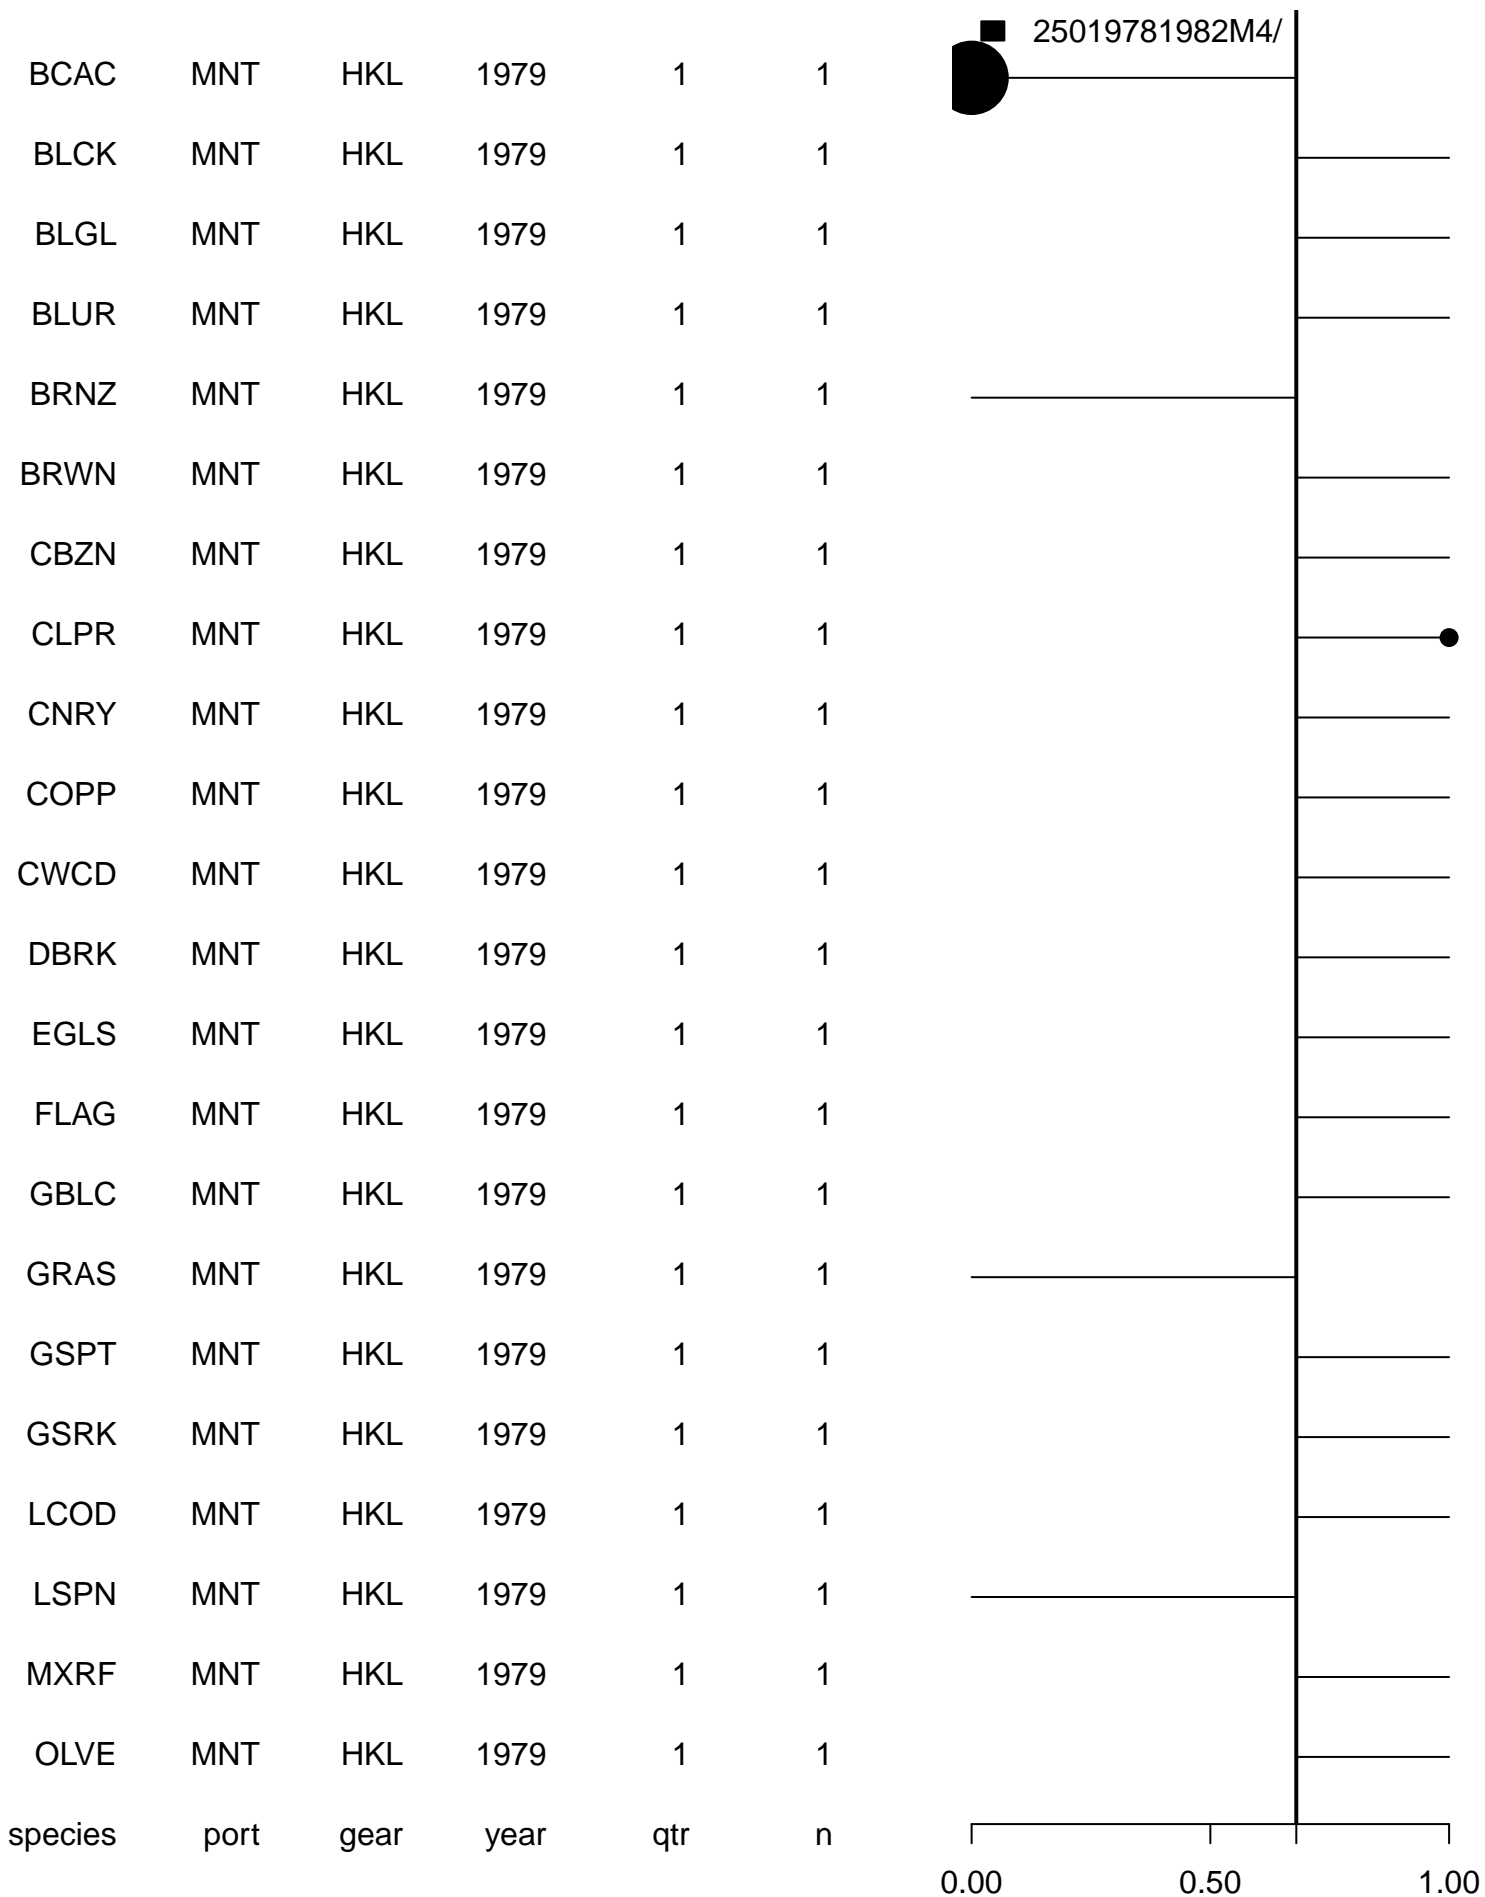 25019781982M4/
BCAC MNT HKL 1979 1 1
BLCK MNT HKL 1979 1 1
BLGL MNT HKL 1979 1 1
BLUR MNT HKL 1979 1 1
BRNZ MNT HKL 1979 1 1
BRWN MNT HKL 1979 1 1
CBZN MNT HKL 1979 1 1
CLPR MNT HKL 1979 1 1
CNRY MNT HKL 1979 1 1
COPP MNT HKL 1979 1 1
CWCD MNT HKL 1979 1 1
DBRK MNT HKL 1979 1 1
EGLS MNT HKL 1979 1 1
FLAG MNT HKL 1979 1 1
GBLC MNT HKL 1979 1 1
GRAS MNT HKL 1979 1 1
GSPT MNT HKL 1979 1 1
GSRK MNT HKL 1979 1 1
LCOD MNT HKL 1979 1 1
LSPN MNT HKL 1979 1 1
MXRF MNT HKL 1979 1 1
OLVE MNT HKL 1979 1 1
species port gear year qtr n
0.00 0.50 1.00